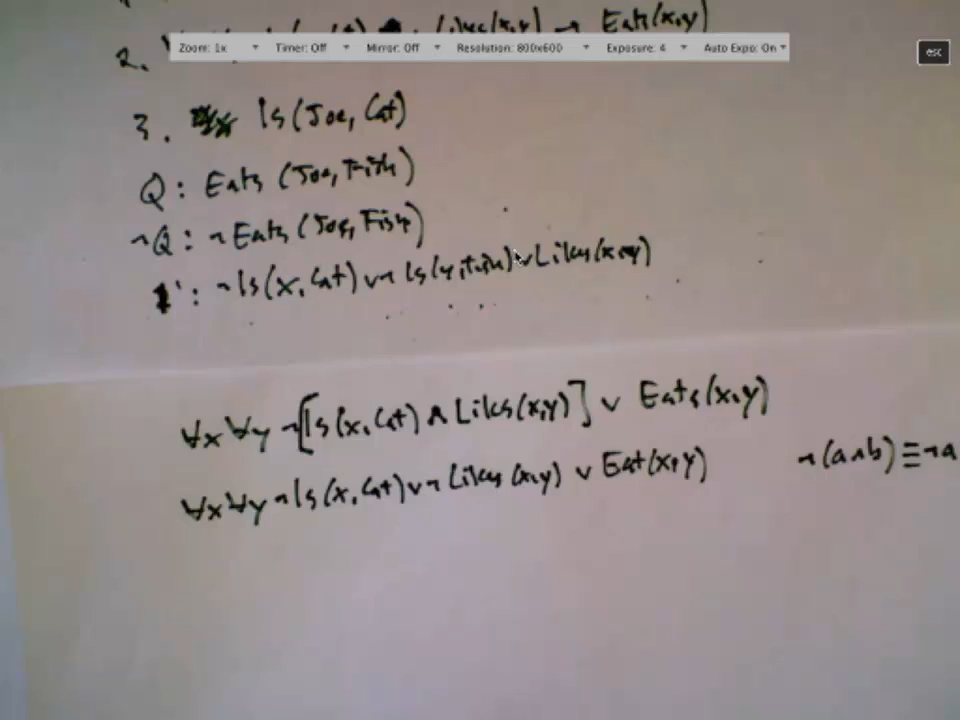 Likes(x,y) → Eats(x,y)
2.
Zoom: 1x Timer: Off Mirror: Off Resolution: 800x600 Exposure: 4 Auto Expo: On
esc
3. Is(Joe, Cat)
Q: Eats (Joe, Fish)
¬Q: ¬Eats (Joe, Fish)
1': ¬Is(x, Cat) ∨ ¬ Is(y, Fish) ∨ Likes(x,y)
∀x ∀y ¬[Is(x, Cat) ∧ Likes(x,y)] ∨ Eats(x,y)
∀x ∀y ¬Is(x, Cat) ∨ ¬ Likes (x,y) ∨ Eat(x,y) ¬(a∧b) ≡ ¬a